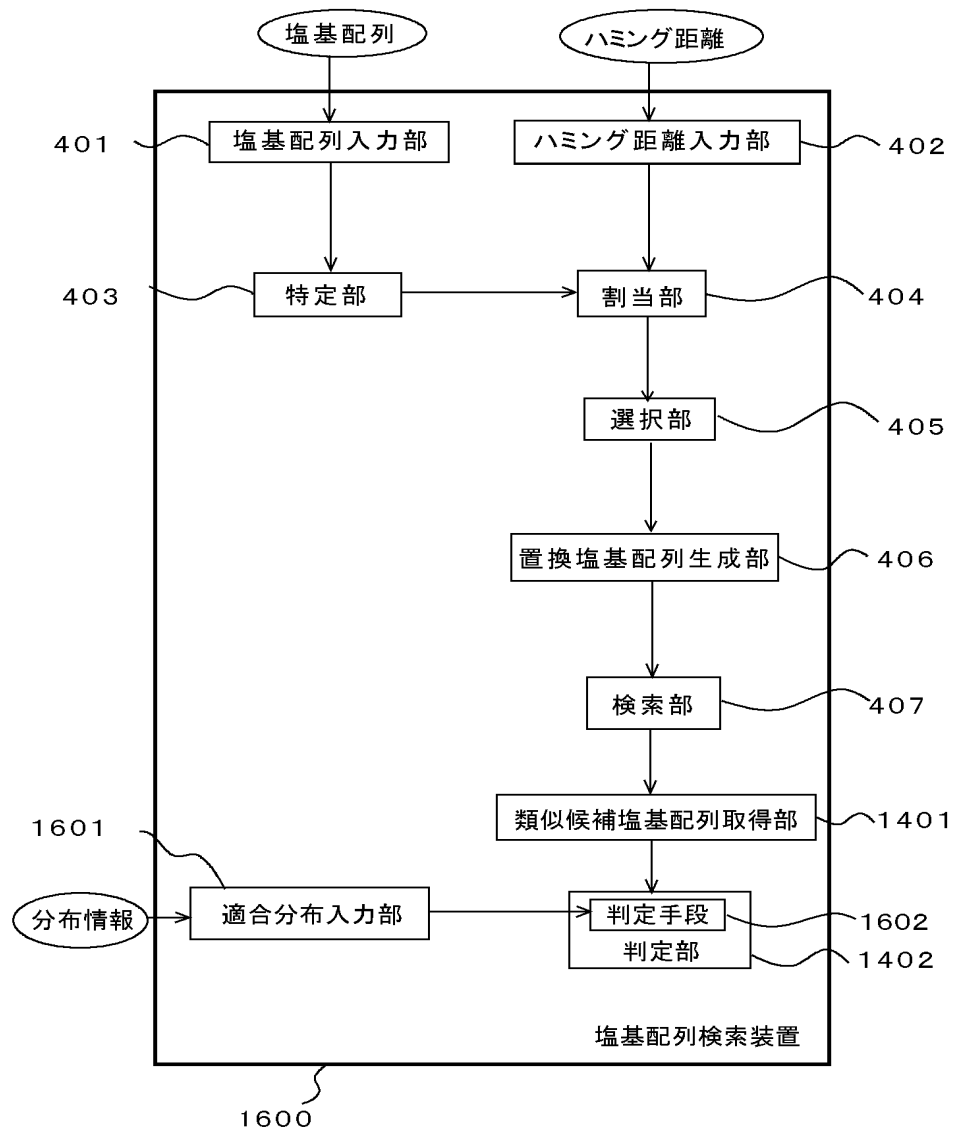 塩基配列
ハミング距離
401
塩基配列入力部
ハミング距離入力部
402
403
特定部
割当部
404
選択部
405
置換塩基配列生成部
406
検索部
407
1601
類似候補塩基配列取得部
1401
分布情報
適合分布入力部
判定手段
1602
判定部
1402
塩基配列検索装置
1600